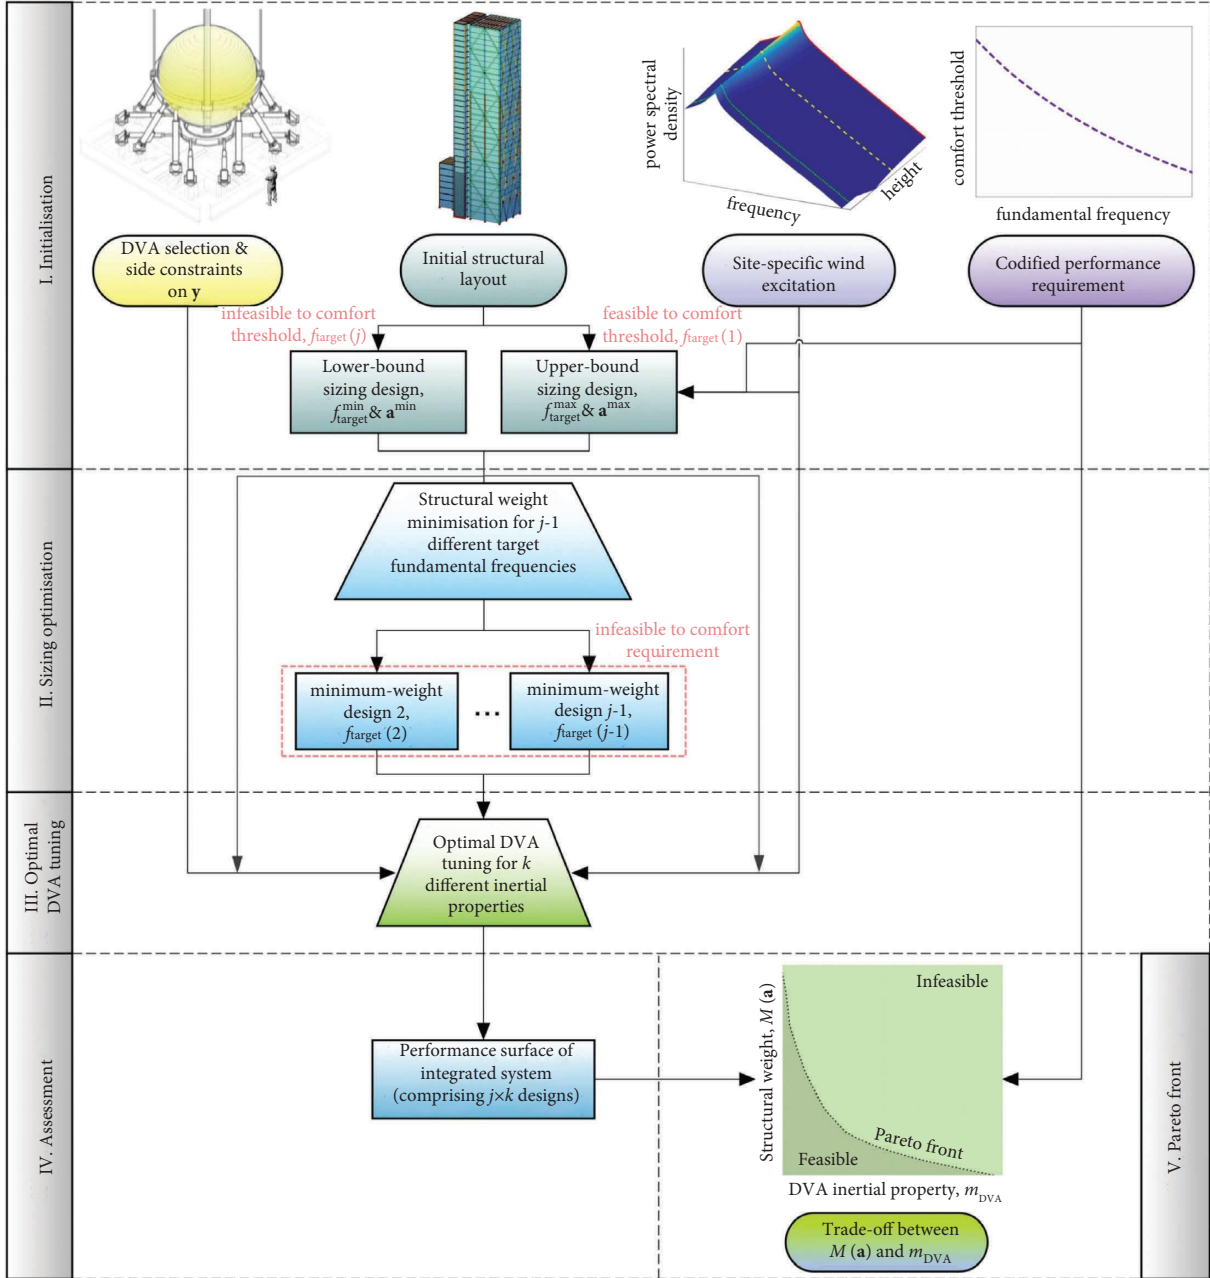 I. Initialisation
power spectral
density
frequency
height
comfort threshold
fundamental frequency
DVA selection &
side constraints
on y
Initial structural
layout
Site-specific wind
excitation
Codified performance
requirement
infeasible to comfort
threshold, ftarget (j)
feasible to comfort
threshold, ftarget (1)
Lower-bound
sizing design,
f min target & a min
Upper-bound
sizing design,
f max target & a max
II. Sizing optimisation
Structural weight
minimisation for j-1
different target
fundamental frequencies
infeasible to comfort
requirement
minimum-weight
design 2,
ftarget (2)
...
minimum-weight
design j-1,
ftarget (j-1)
III. Optimal
DVA tuning
Optimal DVA
tuning for k
different inertial
properties
IV. Assessment
Performance surface of
integrated system
(comprising j×k designs)
Structural weight, M (a)
Infeasible
Pareto front
Feasible
DVA inertial property, mDVA
Trade-off between
M (a) and mDVA
V. Pareto front